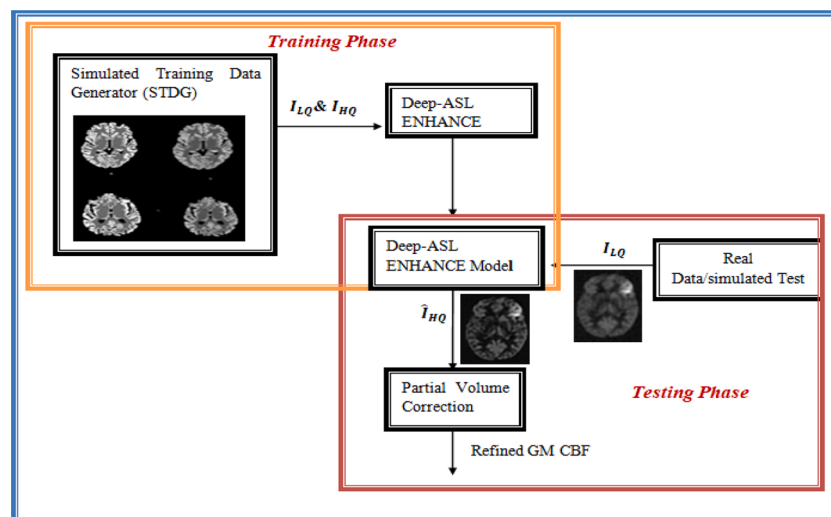 Training Phase
Simulated Training Data
Generator (STDG)
I_LQ & I_HQ
Deep-ASL
ENHANCE
Deep-ASL
ENHANCE Model
I_LQ
Real
Data/simulated Test
Î_HQ
Partial Volume
Correction
Testing Phase
Refined GM CBF